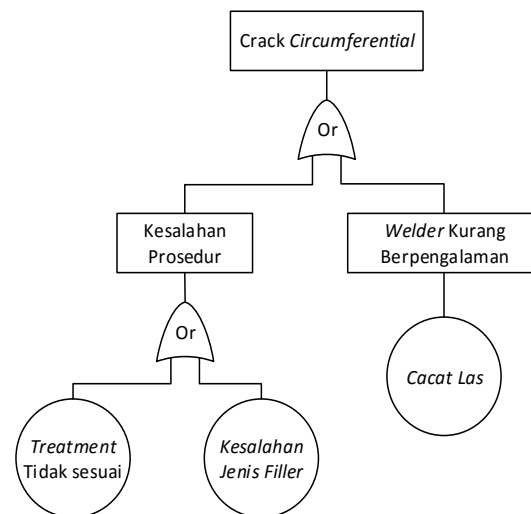 Crack Circumferential
Or
Kesalahan
Prosedur
Welder Kurang
Berpengalaman
Or
Cacat Las
Treatment
Tidak sesuai
Kesalahan
Jenis Filler